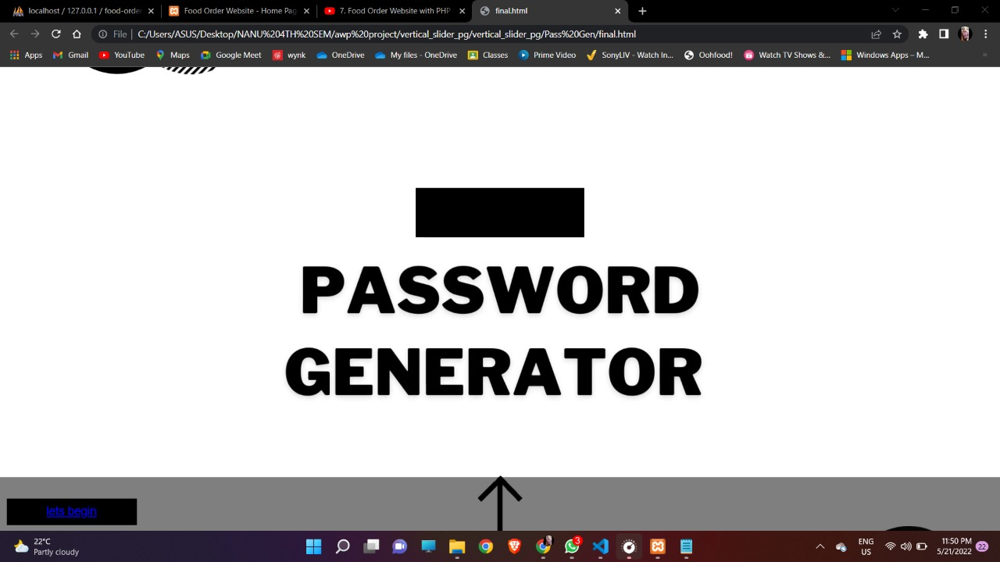 localhost / 127.0.0.1 / food-order
Food Order Website - Home Pag
7. Food Order Website with PHP
final.html
File | C:/Users/ASUS/Desktop/NANU%204TH%20SEM/awp%20project/vertical_slider_pg/vertical_slider_pg/Pass%20Gen/final.html
Apps Gmail YouTube Maps Google Meet wynk OneDrive My files - OneDrive Classes Prime Video SonyLIV - Watch In... Oohfood! Watch TV Shows &... Windows Apps – M... »
PASSWORD
GENERATOR
lets begin
22°C
Partly cloudy
3
ENG
US
11:50 PM
5/21/2022
22